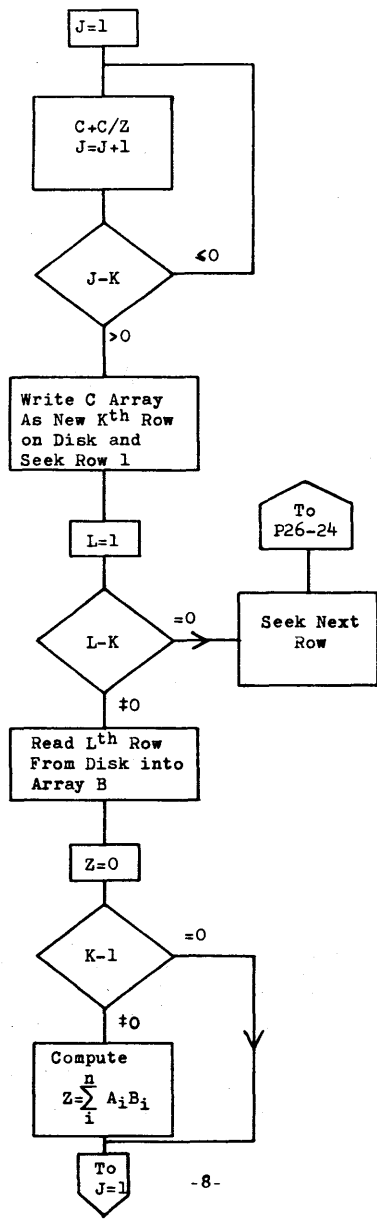 J=1
C+C/Z
J=J+1
≤0
J-K
>0
Write C Array
As New Kth Row
on Disk and
Seek Row 1
To
P26-24
L=1
=0
L-K
Seek Next
Row
‡0
Read Lth Row
From Disk into
Array B
Z=0
=0
K-1
‡0
Compute
n
Z=∑ AiBi
i
To
J=1
-8-